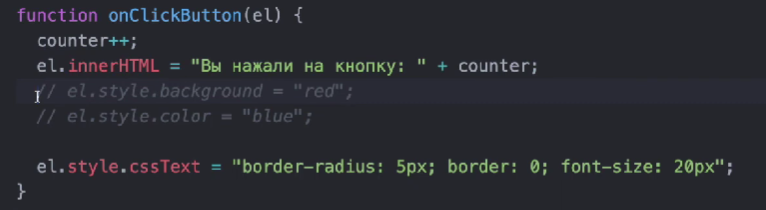 function onClickButton(el) {
counter++;
el.innerHTML = "Вы нажали на кнопку: " + counter;
// el.style.background = "red";
// el.style.color = "blue";
el.style.cssText = "border-radius: 5px; border: 0; font-size: 20px";
}